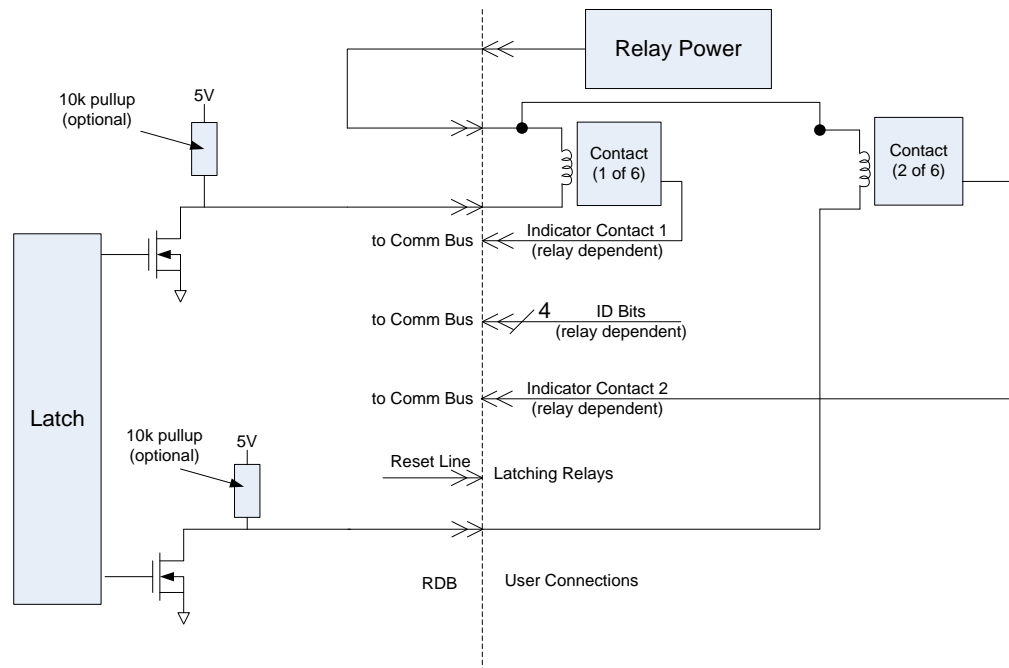 Relay Power
10k pullup
(optional)
5V
Contact
(1 of 6)
Contact
(2 of 6)
to Comm Bus
Indicator Contact 1
(relay dependent)
to Comm Bus
4
ID Bits
(relay dependent)
to Comm Bus
Indicator Contact 2
(relay dependent)
Latch
10k pullup
(optional)
5V
Reset Line
Latching Relays
RDB
User Connections